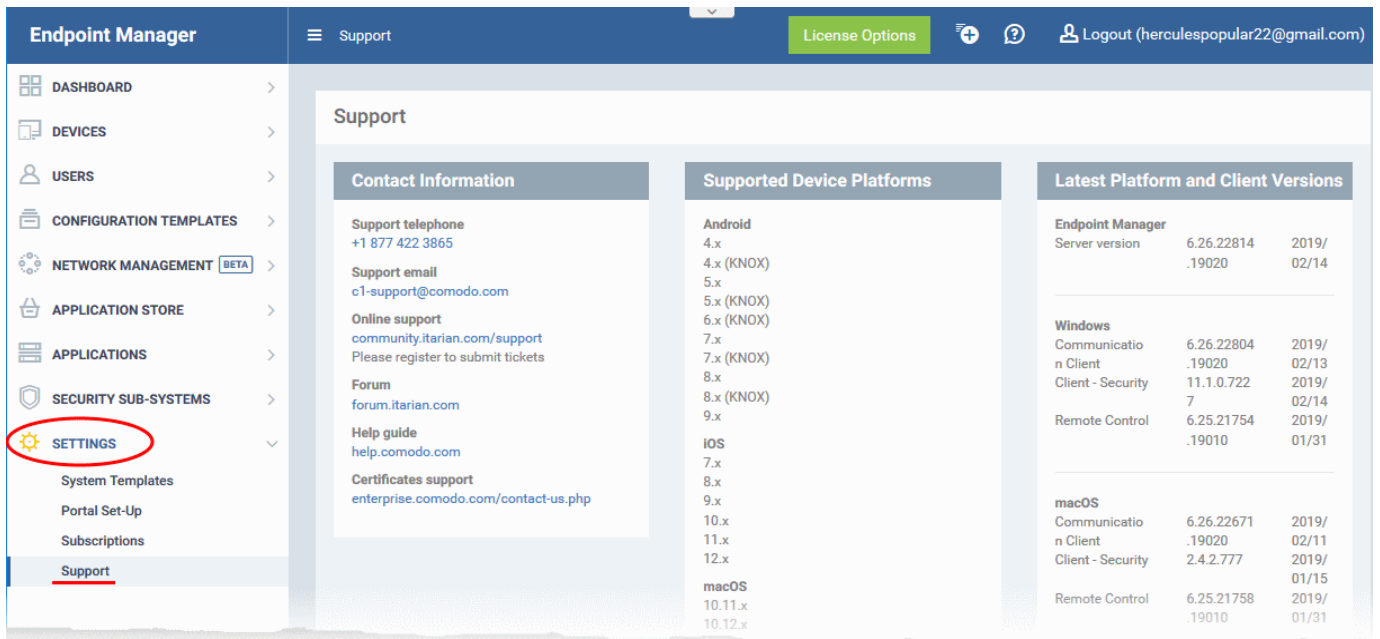 Endpoint Manager
Support
License Options
Logout (herculespopular22@gmail.com)
DASHBOARD
DEVICES
USERS
CONFIGURATION TEMPLATES
NETWORK MANAGEMENT BETA
APPLICATION STORE
APPLICATIONS
SECURITY SUB-SYSTEMS
SETTINGS
System Templates
Portal Set-Up
Subscriptions
Support
Support
Contact Information
Support telephone
+1 877 422 3865
Support email
c1-support@comodo.com
Online support
community.itarian.com/support
Please register to submit tickets
Forum
forum.itarian.com
Help guide
help.comodo.com
Certificates support
enterprise.comodo.com/contact-us.php
Supported Device Platforms
Android
4.x
4.x (KNOX)
5.x
5.x (KNOX)
6.x (KNOX)
7.x
7.x (KNOX)
8.x
8.x (KNOX)
9.x
iOS
7.x
8.x
9.x
10.x
11.x
12.x
macOS
10.11.x
10.12.x
Latest Platform and Client Versions
Endpoint Manager
Server version 6.26.22814 2019/
.19020 02/14
Windows
Communicatio 6.26.22804 2019/
n Client .19020 02/13
Client - Security 11.1.0.722 2019/
7 02/14
Remote Control 6.25.21754 2019/
.19010 01/31
macOS
Communicatio 6.26.22671 2019/
n Client .19020 02/11
Client - Security 2.4.2.777 2019/
01/15
Remote Control 6.25.21758 2019/
.19010 01/31